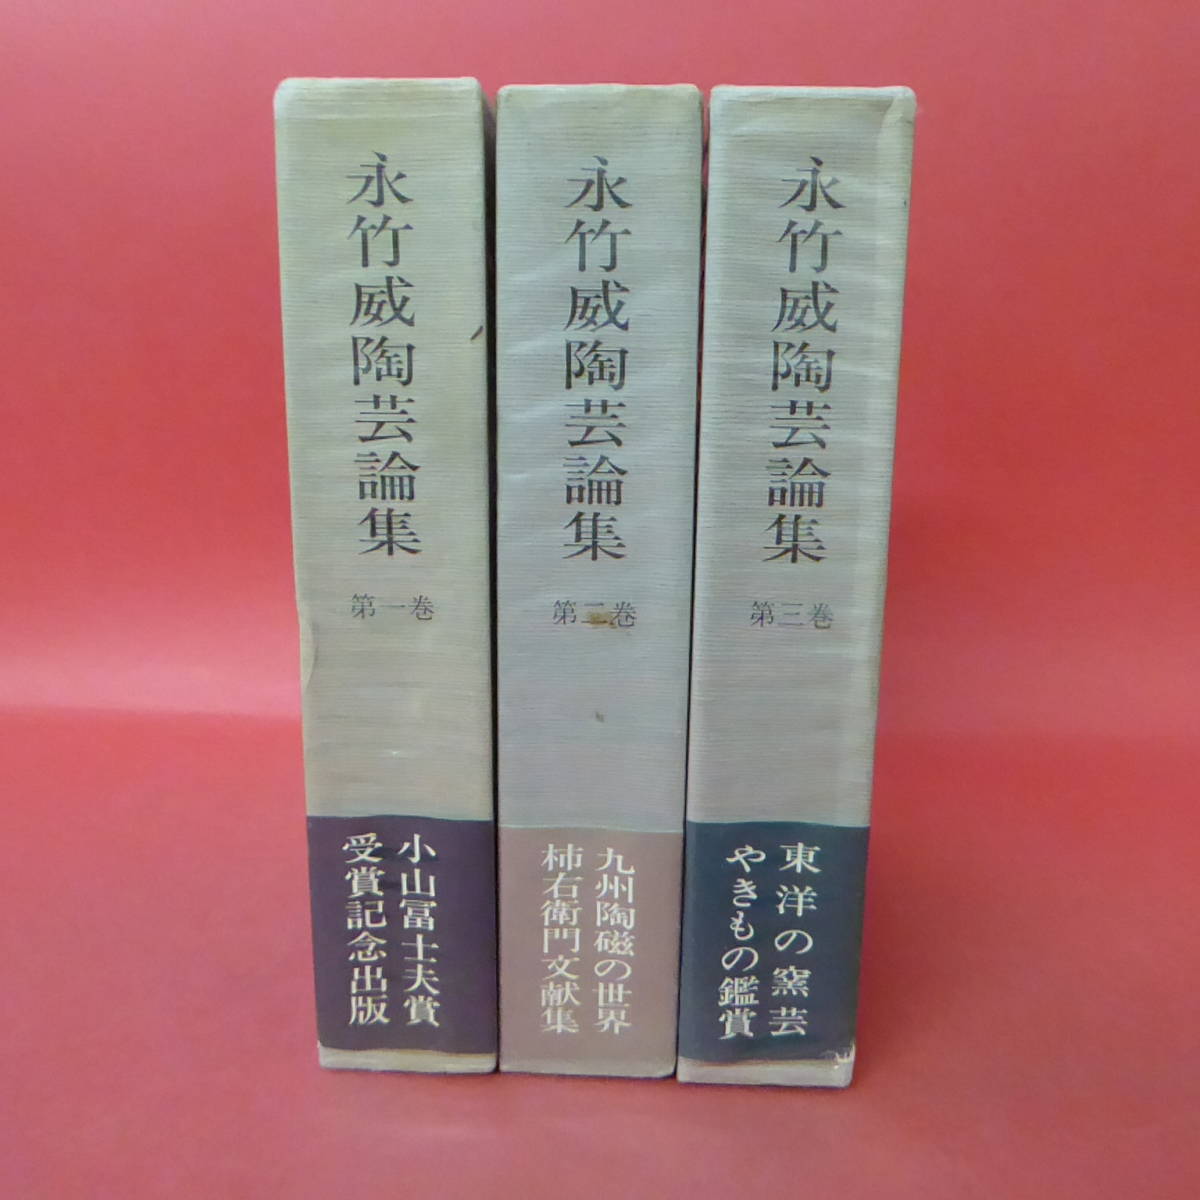 永竹威陶芸論集
第一巻
小山冨士夫賞
受賞記念出版
永竹威陶芸論集
第二巻
九州陶磁の世界
柿右衛門文献集
永竹威陶芸論集
第三巻
東洋の窯芸
やきもの鑑賞